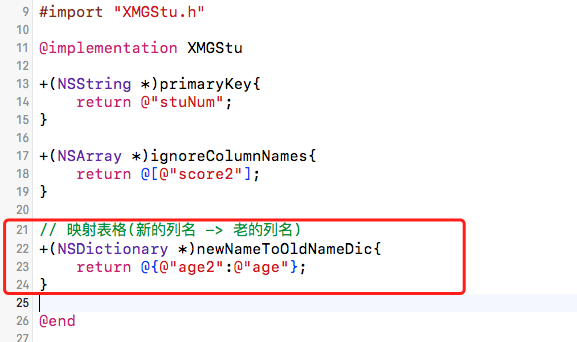 9 #import "XMGStu.h"
10
11 @implementation XMGStu
12
13 +(NSString *)primaryKey{
14     return @"stuNum";
15 }
16
17 +(NSArray *)ignoreColumnNames{
18     return @[@"score2"];
19 }
20
21 // 映射表格(新的列名 -> 老的列名)
22 +(NSDictionary *)newNameToOldNameDic{
23     return @{@"age2":@"age"};
24 }
25
26 @end
27